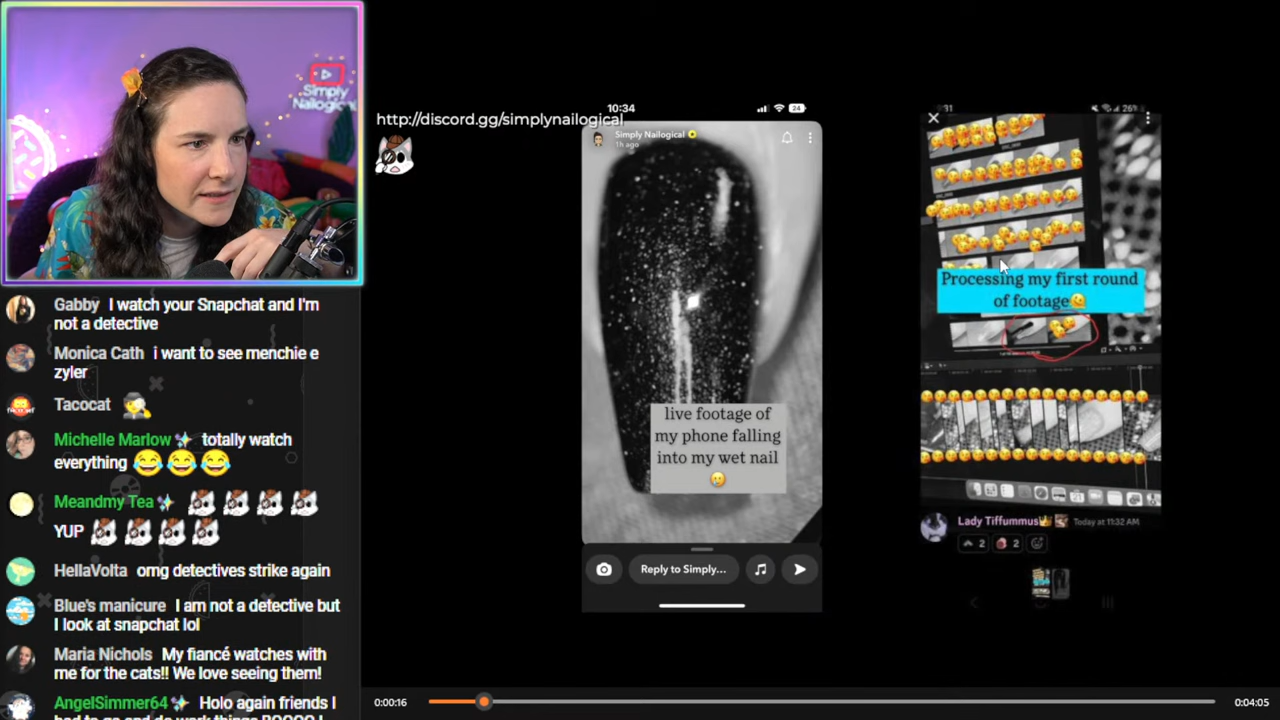 Simply
Nailogical
http://discord.gg/simplynailogical
Gabby I watch your Snapchat and I'm
not a detective
Monica Cath i want to see menchie e
zyler
Tacocat
Michelle Marlow totally watch
everything
Meandmy Tea
YUP
HellaVolta omg detectives strike again
Blue's manicure I am not a detective but
I look at snapchat lol
Maria Nichols My fiancé watches with
me for the cats!! We love seeing them!
AngelSimmer64 Holo again friends I
10:34
24
Simply Nailogical
1h ago
live footage of
my phone falling
into my wet nail
Reply to Simply...
26%
Processing my first round
of footage
Lady Tiffummus Today at 11:32 AM
2 2
0:00:16
0:04:05